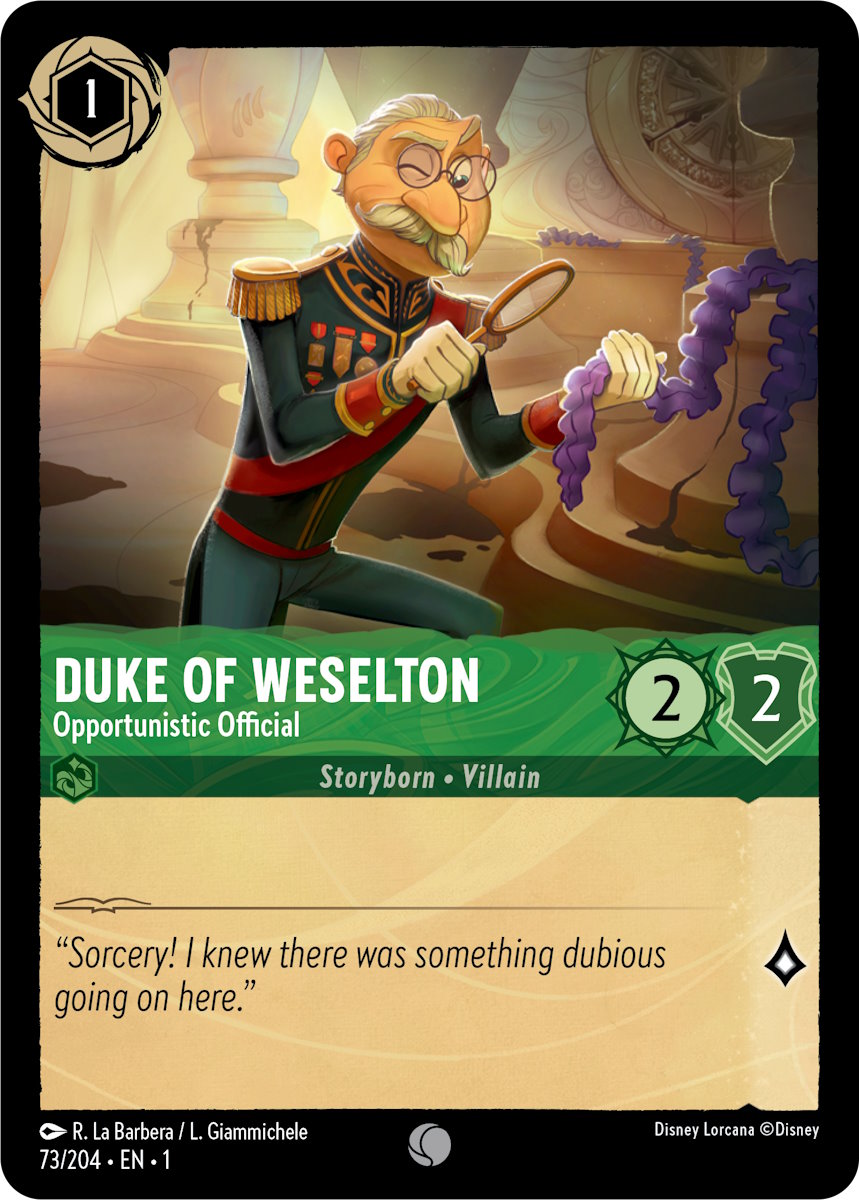 1
DUKE OF WESELTON
Opportunistic Official
2
2
Storyborn • Villain
“Sorcery! I knew there was something dubious
going on here.”
R. La Barbera / L. Giammichele
Disney Lorcana ©Disney
73/204 • EN • 1